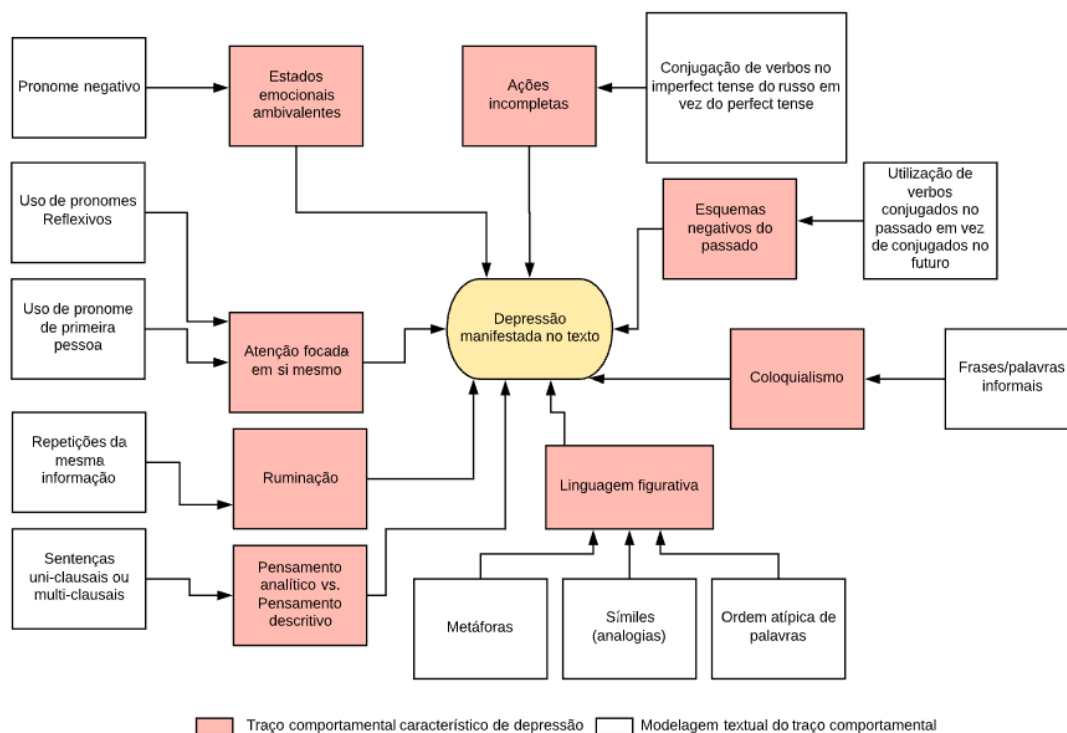 Pronome negativo
Estados
emocionais
ambivalentes
Ações
incompletas
Conjugação de verbos no
imperfect tense do russo em
vez do perfect tense
Uso de pronomes
Reflexivos
Esquemas
negativos do
passado
Utilização de
verbos
conjugados no
passado em vez
de conjugados no
futuro
Uso de pronome
de primeira
pessoa
Atenção focada
em si mesmo
Depressão
manifestada no texto
Coloquialismo
Frases/palavras
informais
Repetições da
mesma
informação
Ruminação
Linguagem figurativa
Sentenças
uni-clausais ou
multi-clausais
Pensamento
analítico vs.
Pensamento
descritivo
Metáforas
Símiles
(analogias)
Ordem atípica de
palavras
Traço comportamental característico de depressão
Modelagem textual do traço comportamental